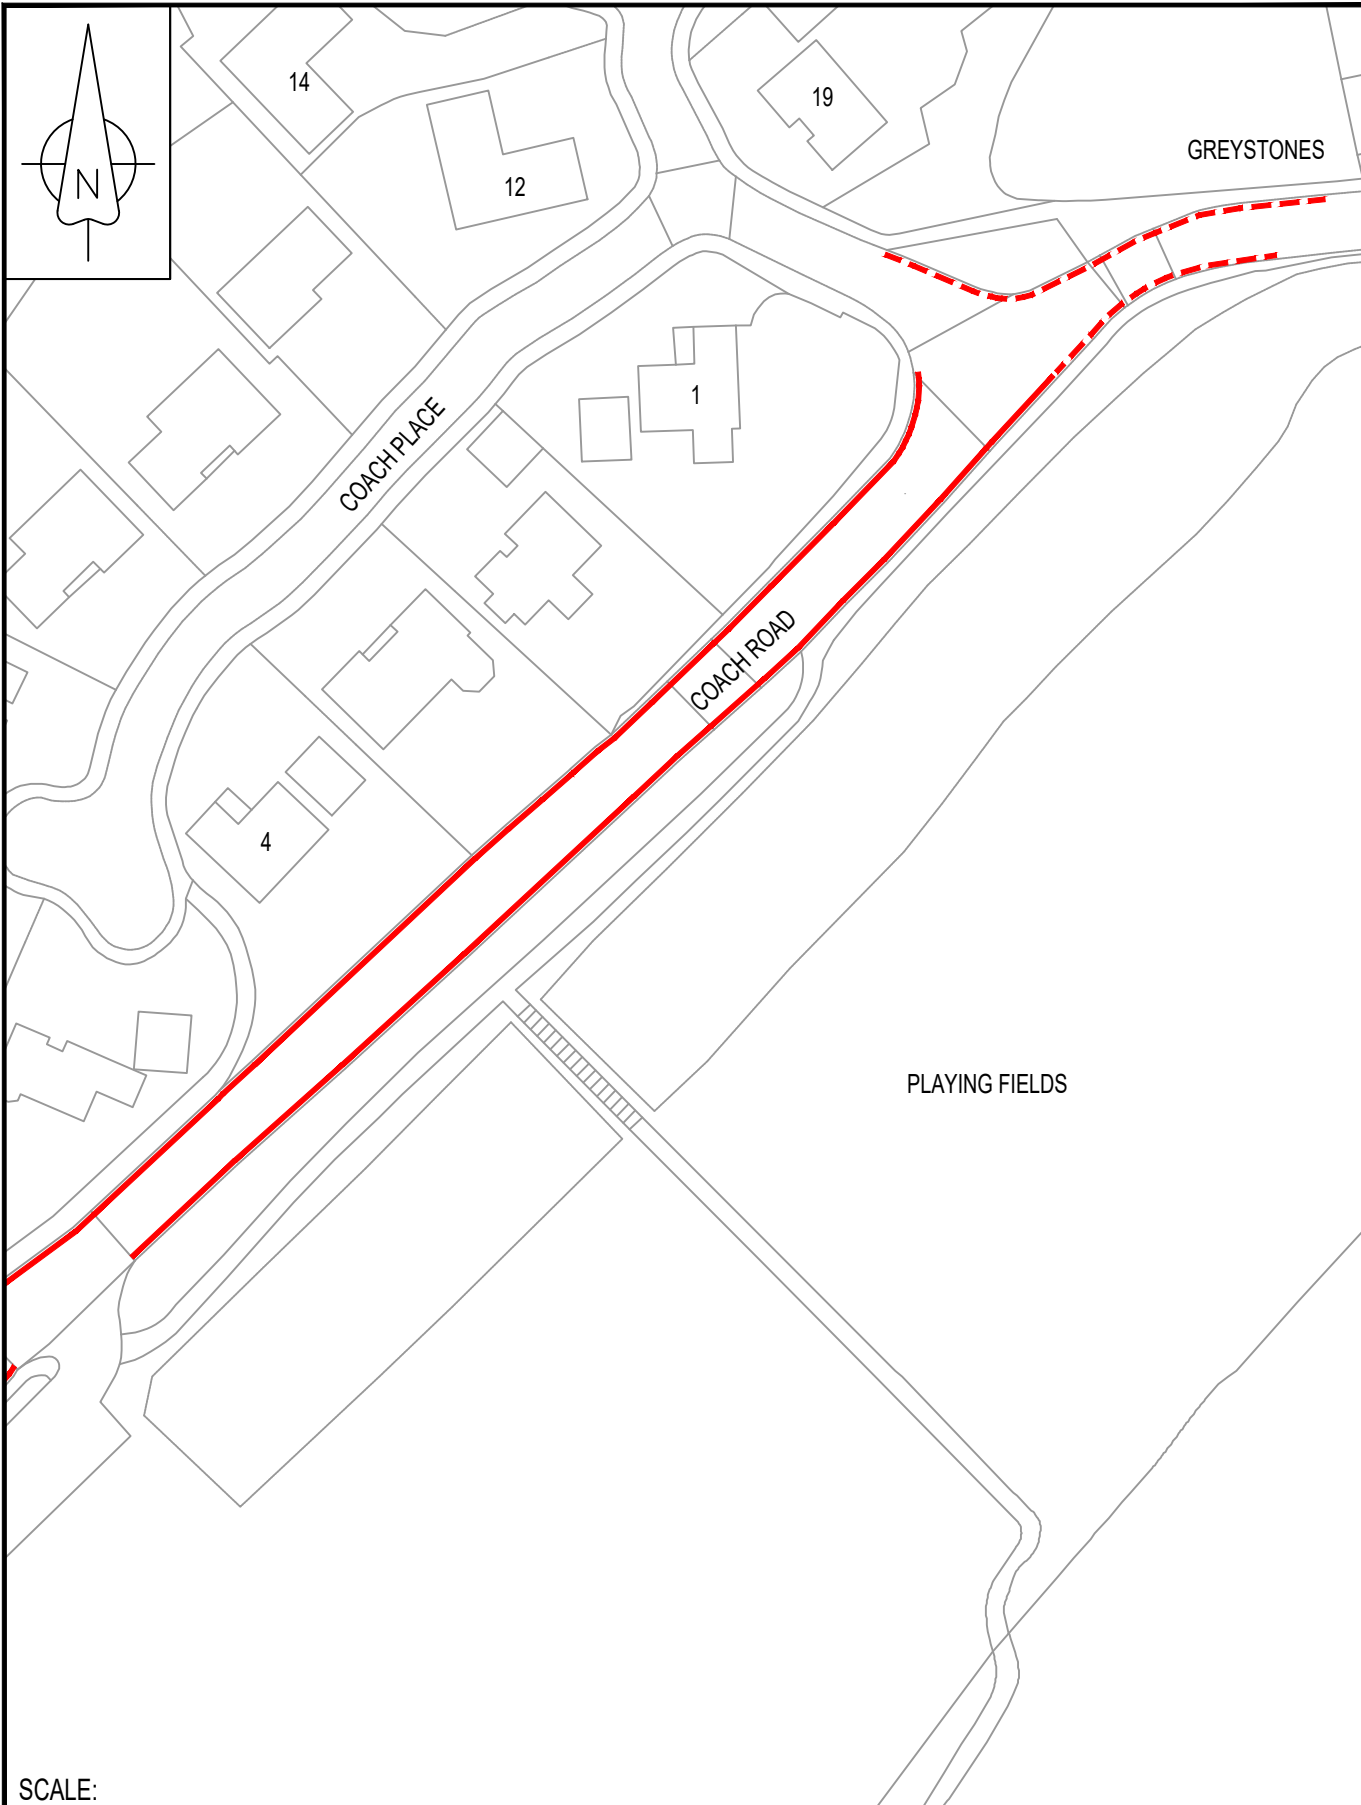 14
19
GREYSTONES
N
12
1
COACH PLACE
COACH ROAD
4
PLAYING FIELDS
SCALE: